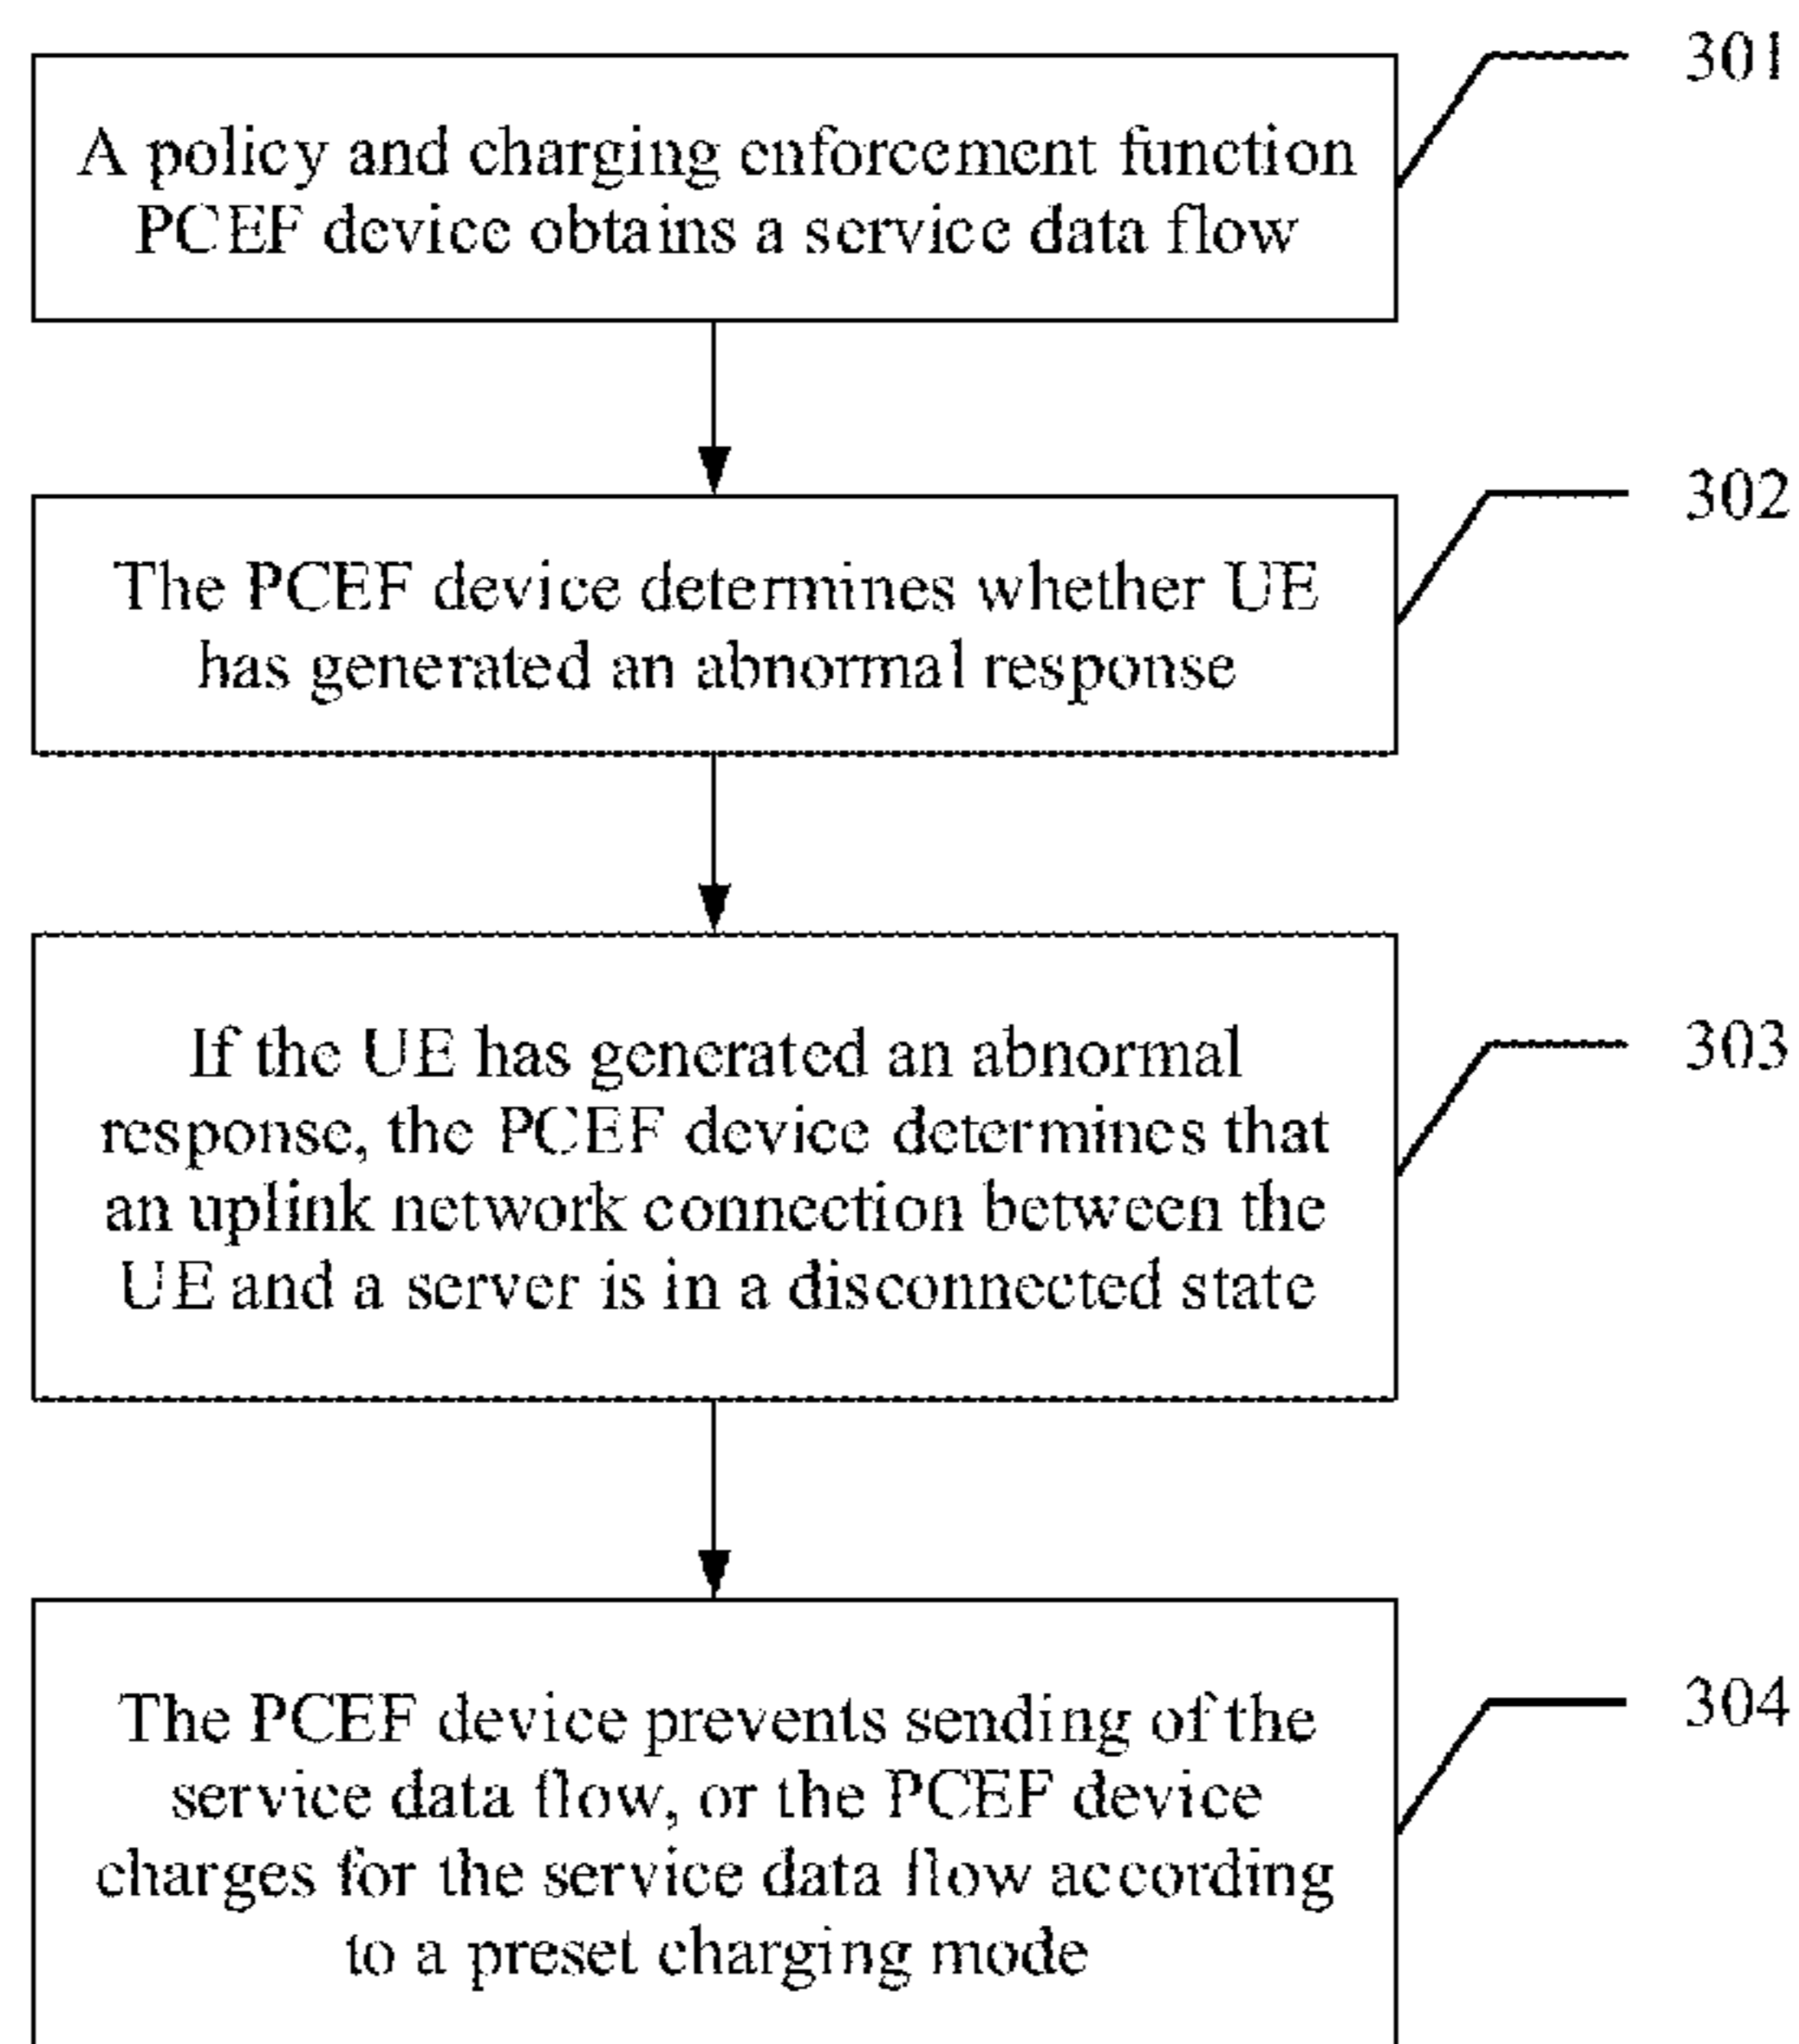 301
A policy and charging enforcement function
PCEF device obtains a service data flow
302
The PCEF device determines whether UE
has generated an abnormal response
303
If the UE has generated an abnormal
response, the PCEF device determines that
an uplink network connection between the
UE and a server is in a disconnected state
304
The PCEF device prevents sending of the
service data flow, or the PCEF device
charges for the service data flow according
to a preset charging mode